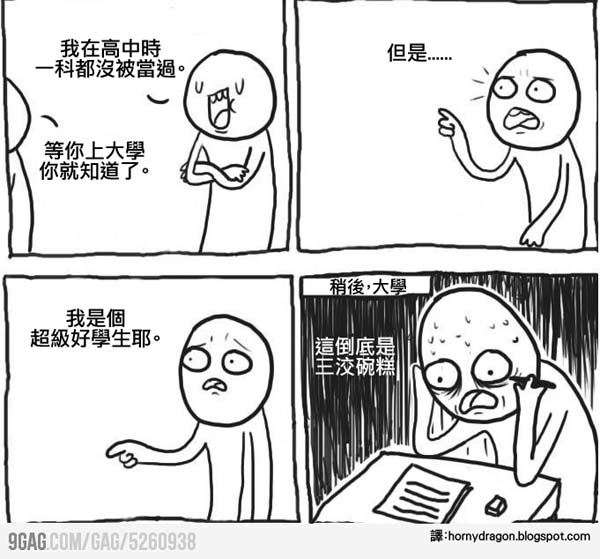 我在高中時
一科都沒被當過。
等你上大學
你就知道了。
但是......
我是個
超級好學生耶。
稍後，大學
這倒底是
三洨碗糕
9GAG.COM/GAG/5260938
譯:hornydragon.blogspot.com